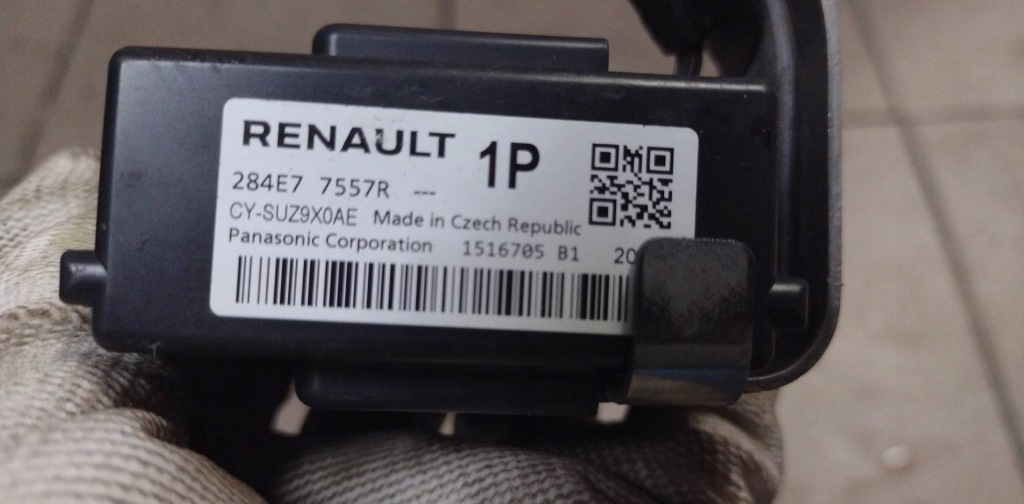 RENAULT 1P
284E7 7557R ---
CY-SUZ9X0AE Made in Czech Republic
Panasonic Corporation 1516705 B1 20